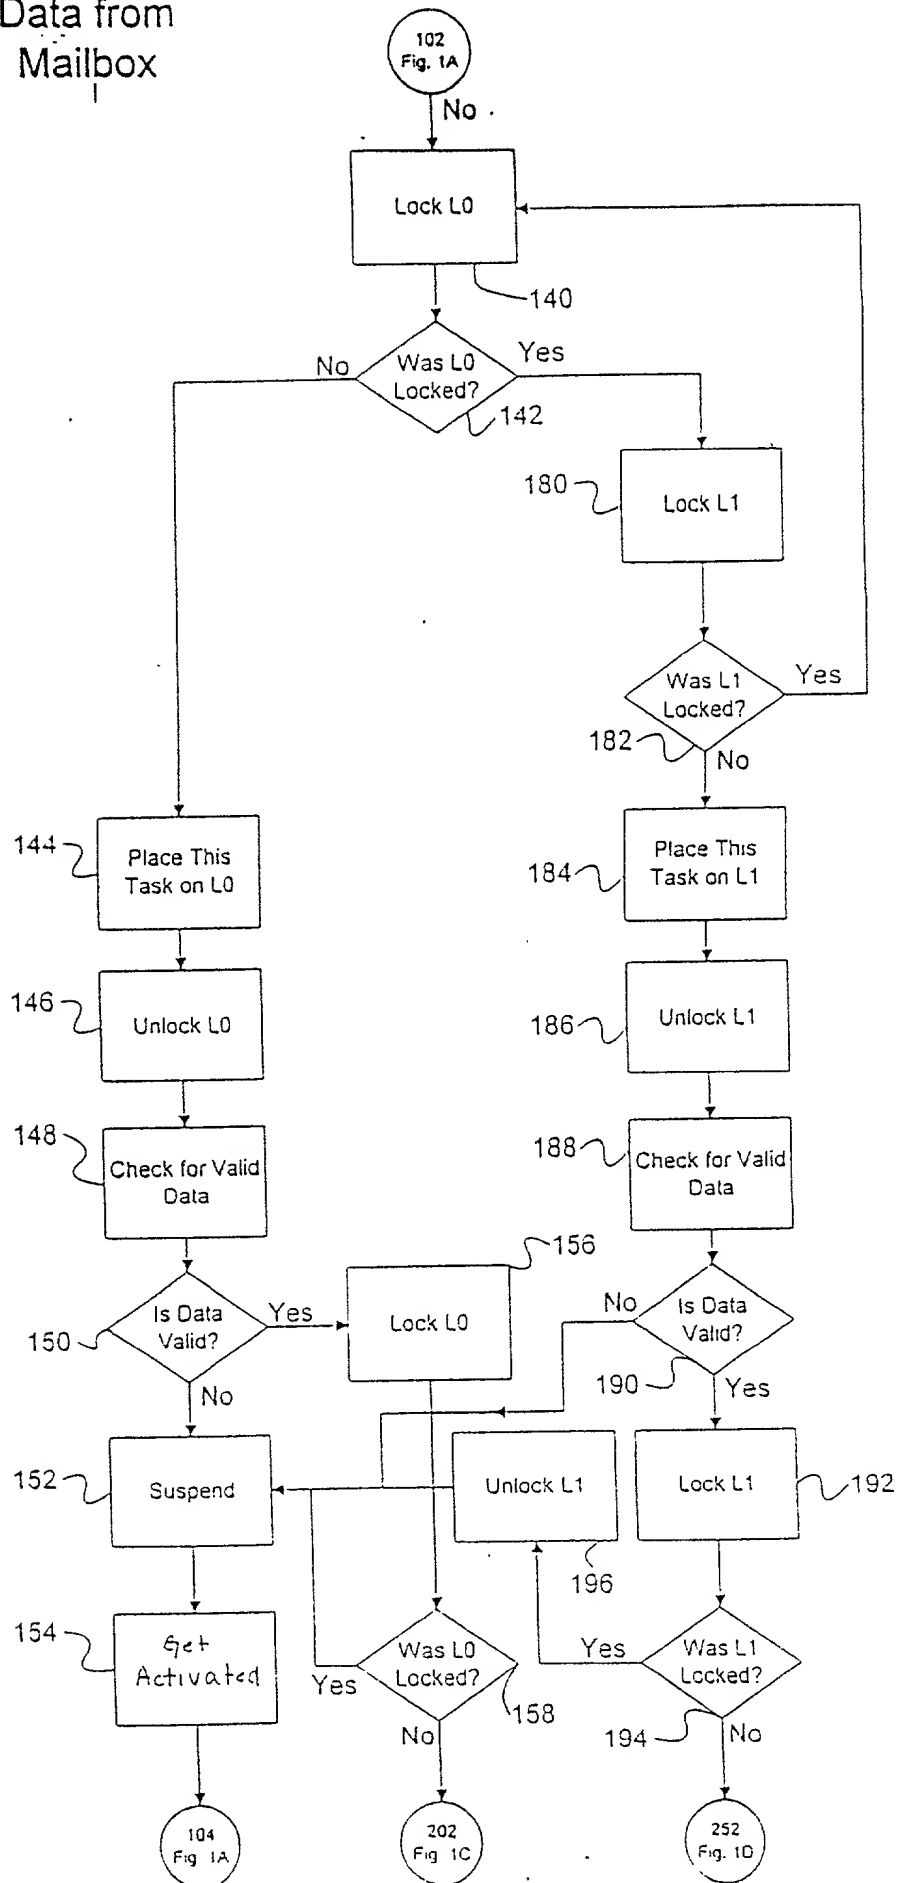 Data from
Mailbox
102
Fig. 1A
No
Lock L0
140
Was L0
Locked?
No
Yes
142
180
Lock L1
Was L1
Locked?
Yes
182
No
144
Place This
Task on L0
184
Place This
Task on L1
146
Unlock L0
186
Unlock L1
148
Check for Valid
Data
188
Check for Valid
Data
156
Lock L0
150
Is Data
Valid?
Yes
No
Is Data
Valid?
No
190
Yes
152
Suspend
Unlock L1
196
Lock L1
192
154
Get
Activated
Was L0
Locked?
Yes
158
No
Was L1
Locked?
Yes
194
No
104
Fig 1A
202
Fig 1C
252
Fig. 1D